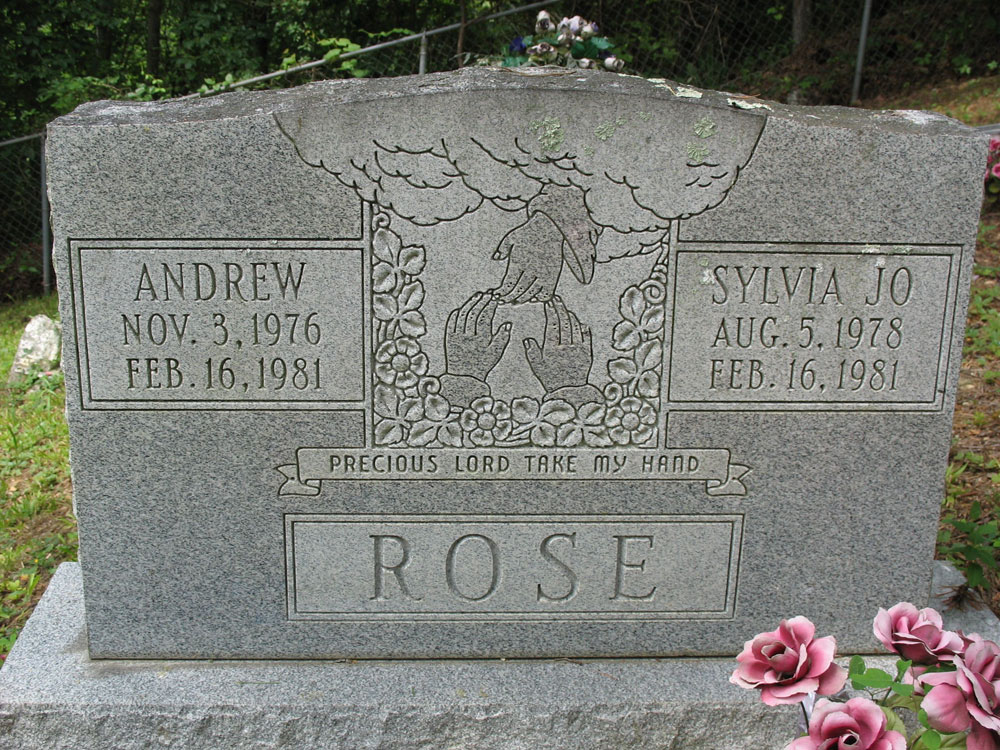 ANDREW
NOV. 3, 1976
FEB. 16, 1981
SYLVIA JO
AUG. 5, 1978
FEB. 16, 1981
PRECIOUS LORD TAKE MY HAND
ROSE